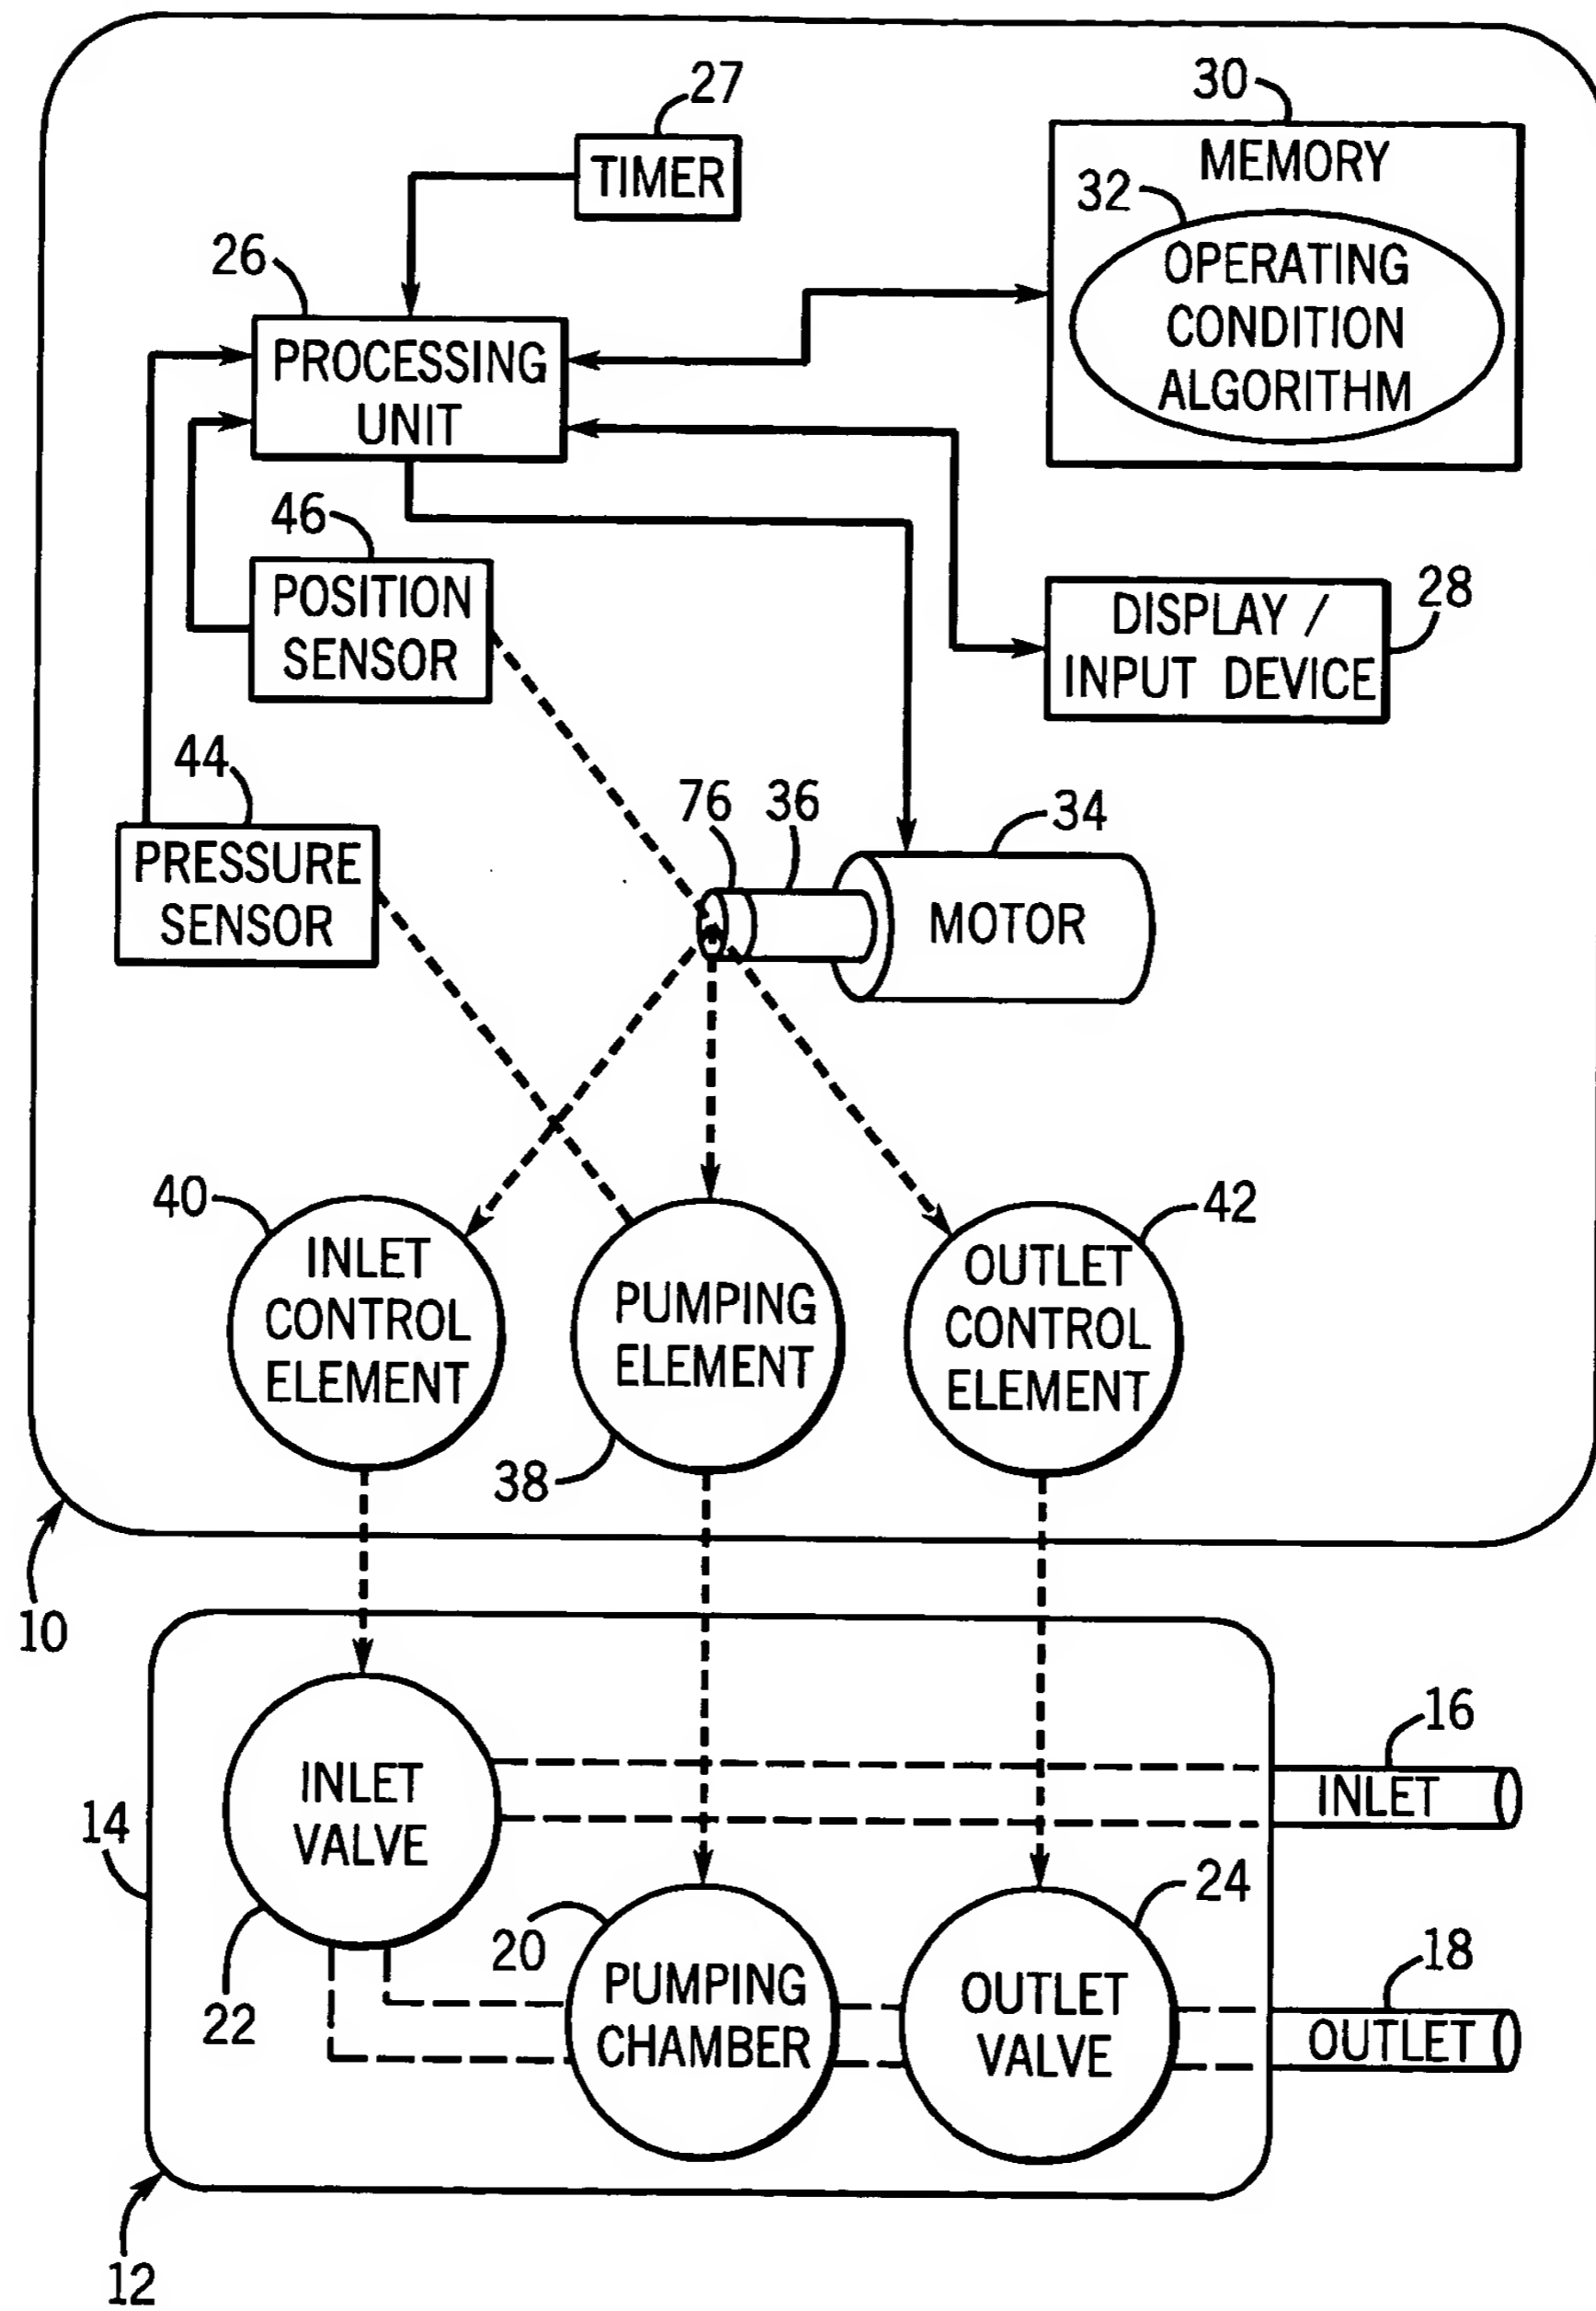 27
30
TIMER
MEMORY
32
OPERATING
CONDITION
ALGORITHM
26
PROCESSING
UNIT
46
POSITION
SENSOR
DISPLAY /
INPUT DEVICE
28
44
PRESSURE
SENSOR
76
36
34
MOTOR
40
INLET
CONTROL
ELEMENT
PUMPING
ELEMENT
38
OUTLET
CONTROL
ELEMENT
42
10
16
INLET
INLET
VALVE
14
22
20
PUMPING
CHAMBER
24
OUTLET
VALVE
18
OUTLET
12